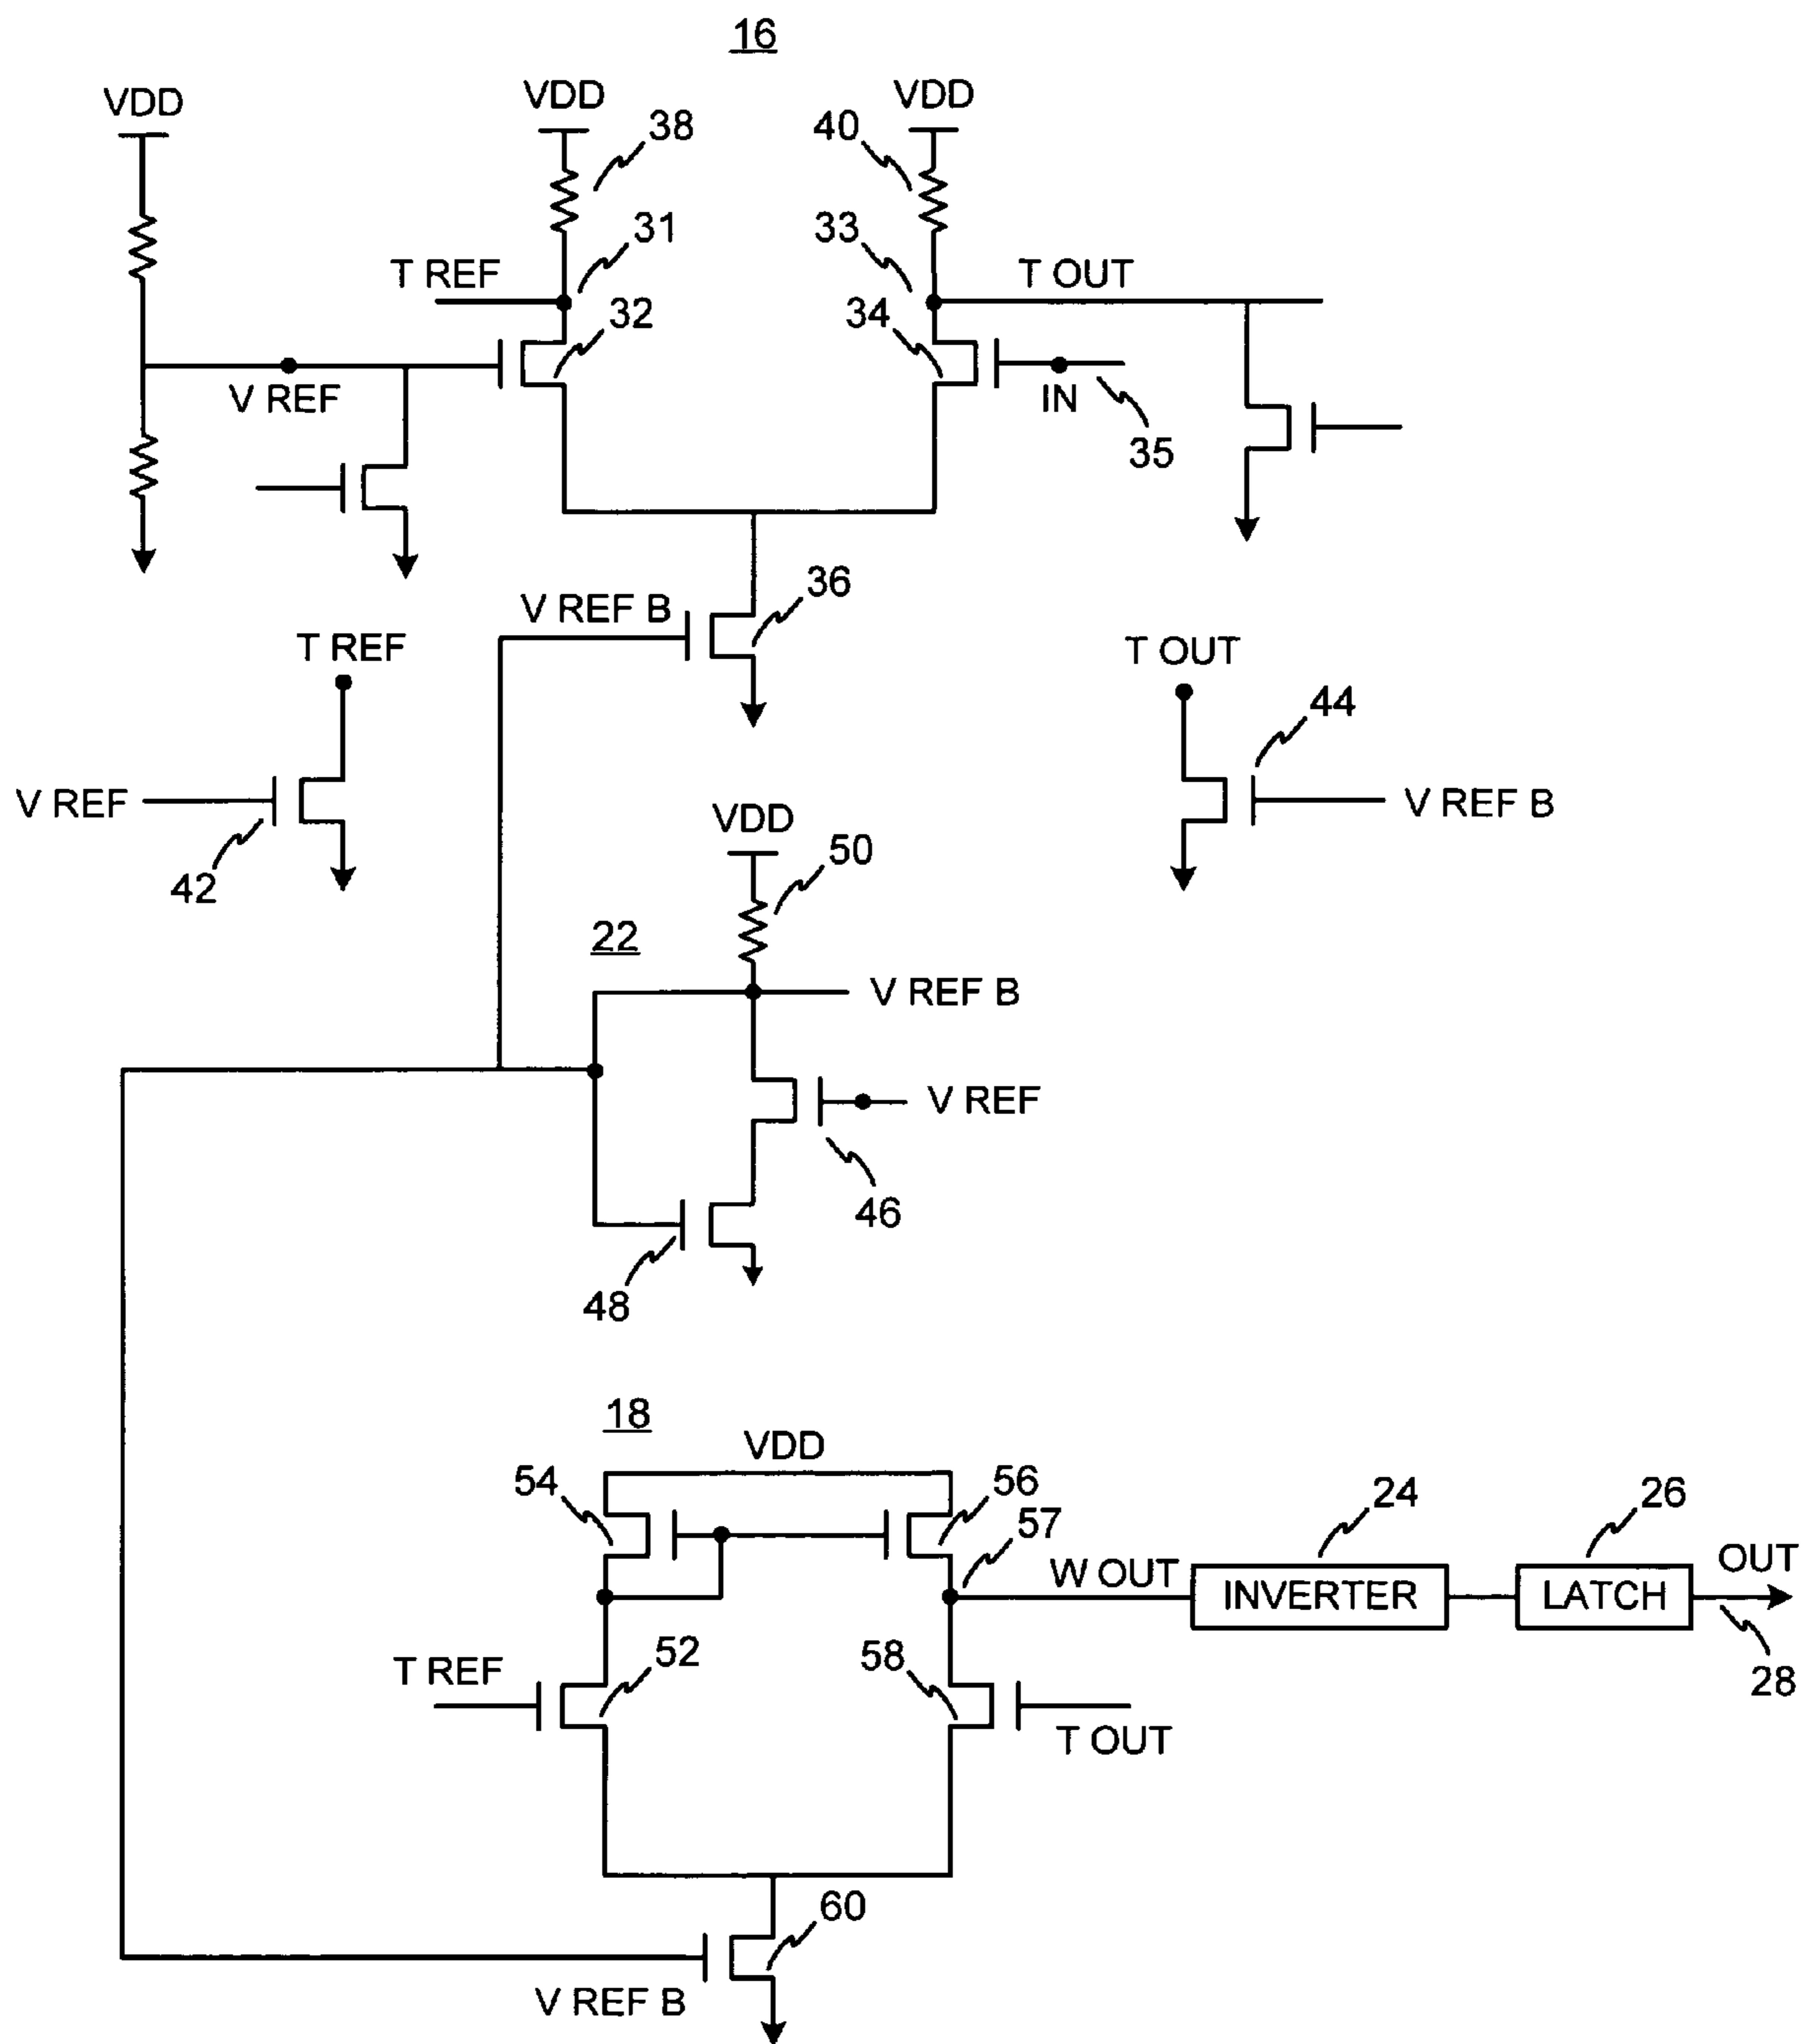 16
VDD
VDD
VDD
38
40
31
33
T REF
T OUT
32
34
V REF
IN
35
36
V REF B
T REF
T OUT
44
V REF
V REF B
42
VDD
50
22
V REF B
V REF
46
48
18
VDD
54
56
57
24
26
OUT
W OUT
INVERTER
LATCH
T REF
52
58
28
T OUT
60
V REF B